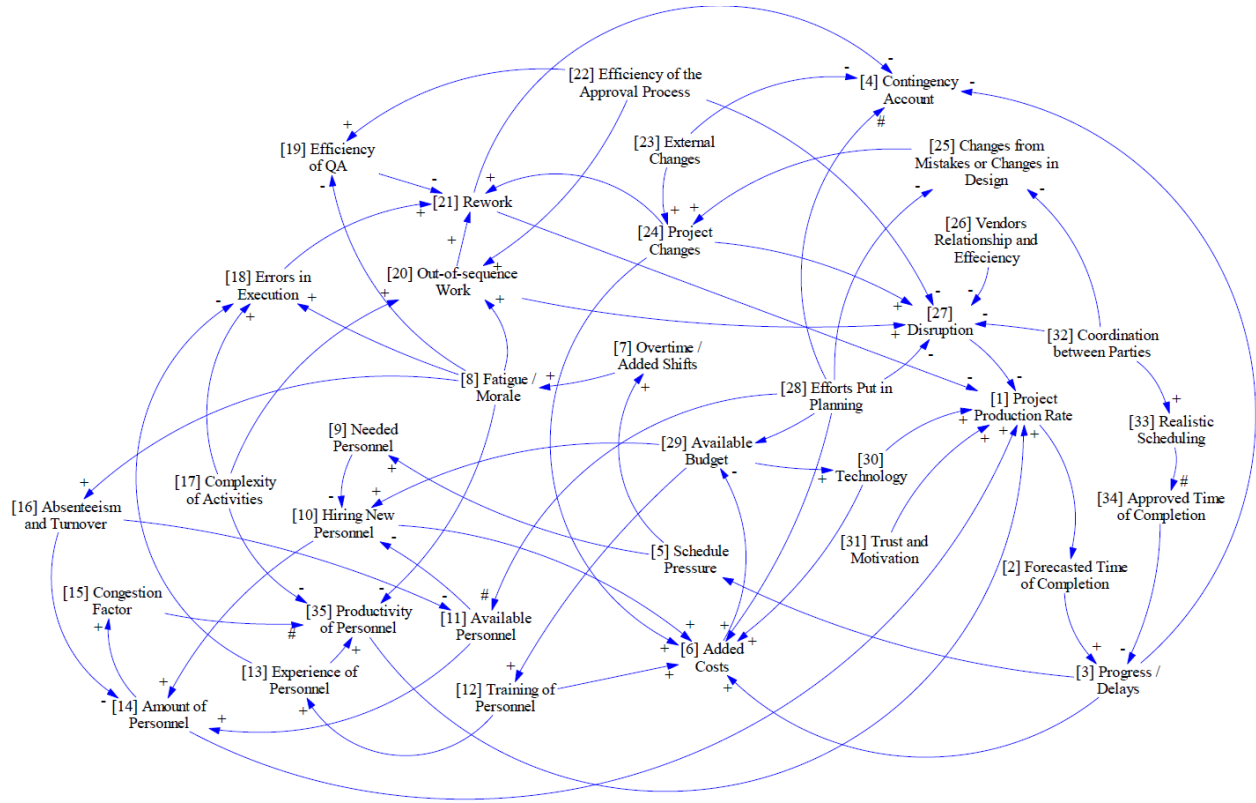 [22] Efficiency of the
Approval Process
[4] Contingency
Account
[19] Efficiency
of QA
[23] External
Changes
[25] Changes from
Mistakes or Changes in
Design
[21] Rework
[24] Project
Changes
[26] Vendors
Relationship and
Effeciency
[18] Errors in
Execution
[20] Out-of-sequence
Work
[27]
Disruption
[32] Coordination
between Parties
[7] Overtime /
Added Shifts
[8] Fatigue /
Morale
[28] Efforts Put in
Planning
[1] Project
Production Rate
[9] Needed
Personnel
[29] Available
Budget
[30]
Technology
[33] Realistic
Scheduling
[17] Complexity
of Activities
[16] Absenteeism
and Turnover
[10] Hiring New
Personnel
[34] Approved Time
of Completion
[5] Schedule
Pressure
[31] Trust and
Motivation
[2] Forecasted Time
of Completion
[15] Congestion
Factor
[35] Productivity
of Personnel
[11] Available
Personnel
[6] Added
Costs
[13] Experience of
Personnel
[12] Training of
Personnel
[3] Progress /
Delays
[14] Amount of
Personnel